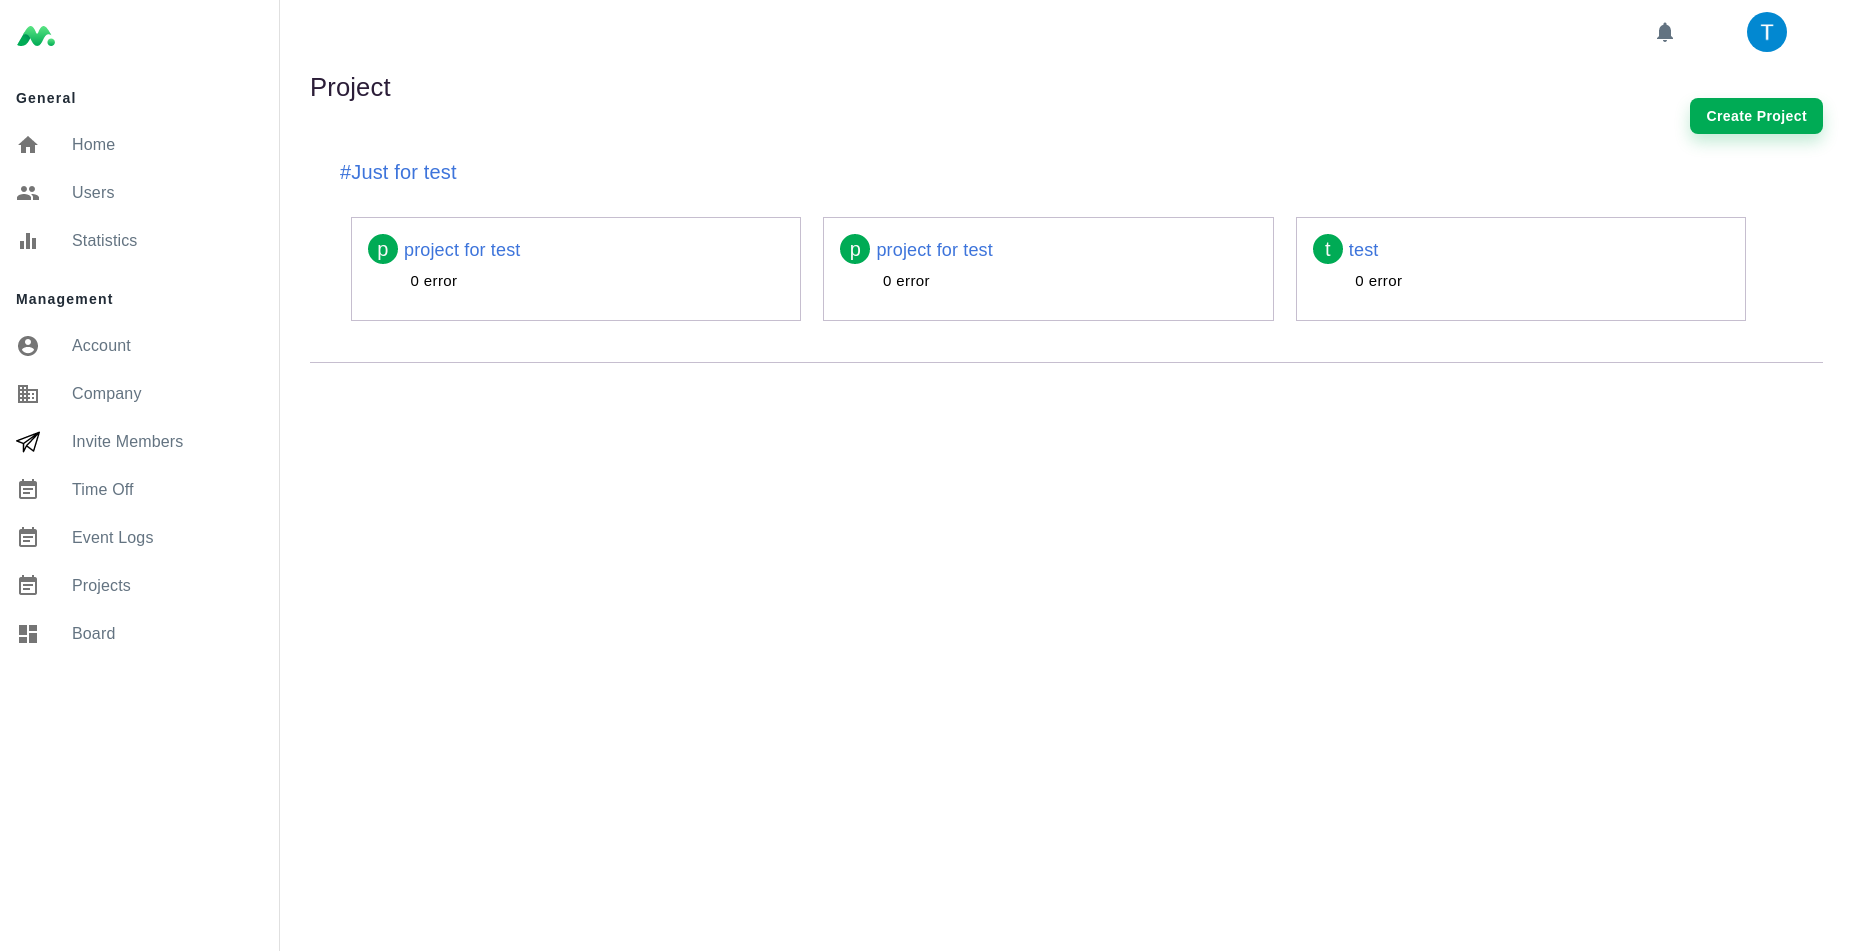 General
Home
Users
Statistics
Management
Account
Company
Invite Members
Time Off
Event Logs
Projects
Board
T
Project
Create Project
#Just for test
p project for test
0 error
p project for test
0 error
t test
0 error